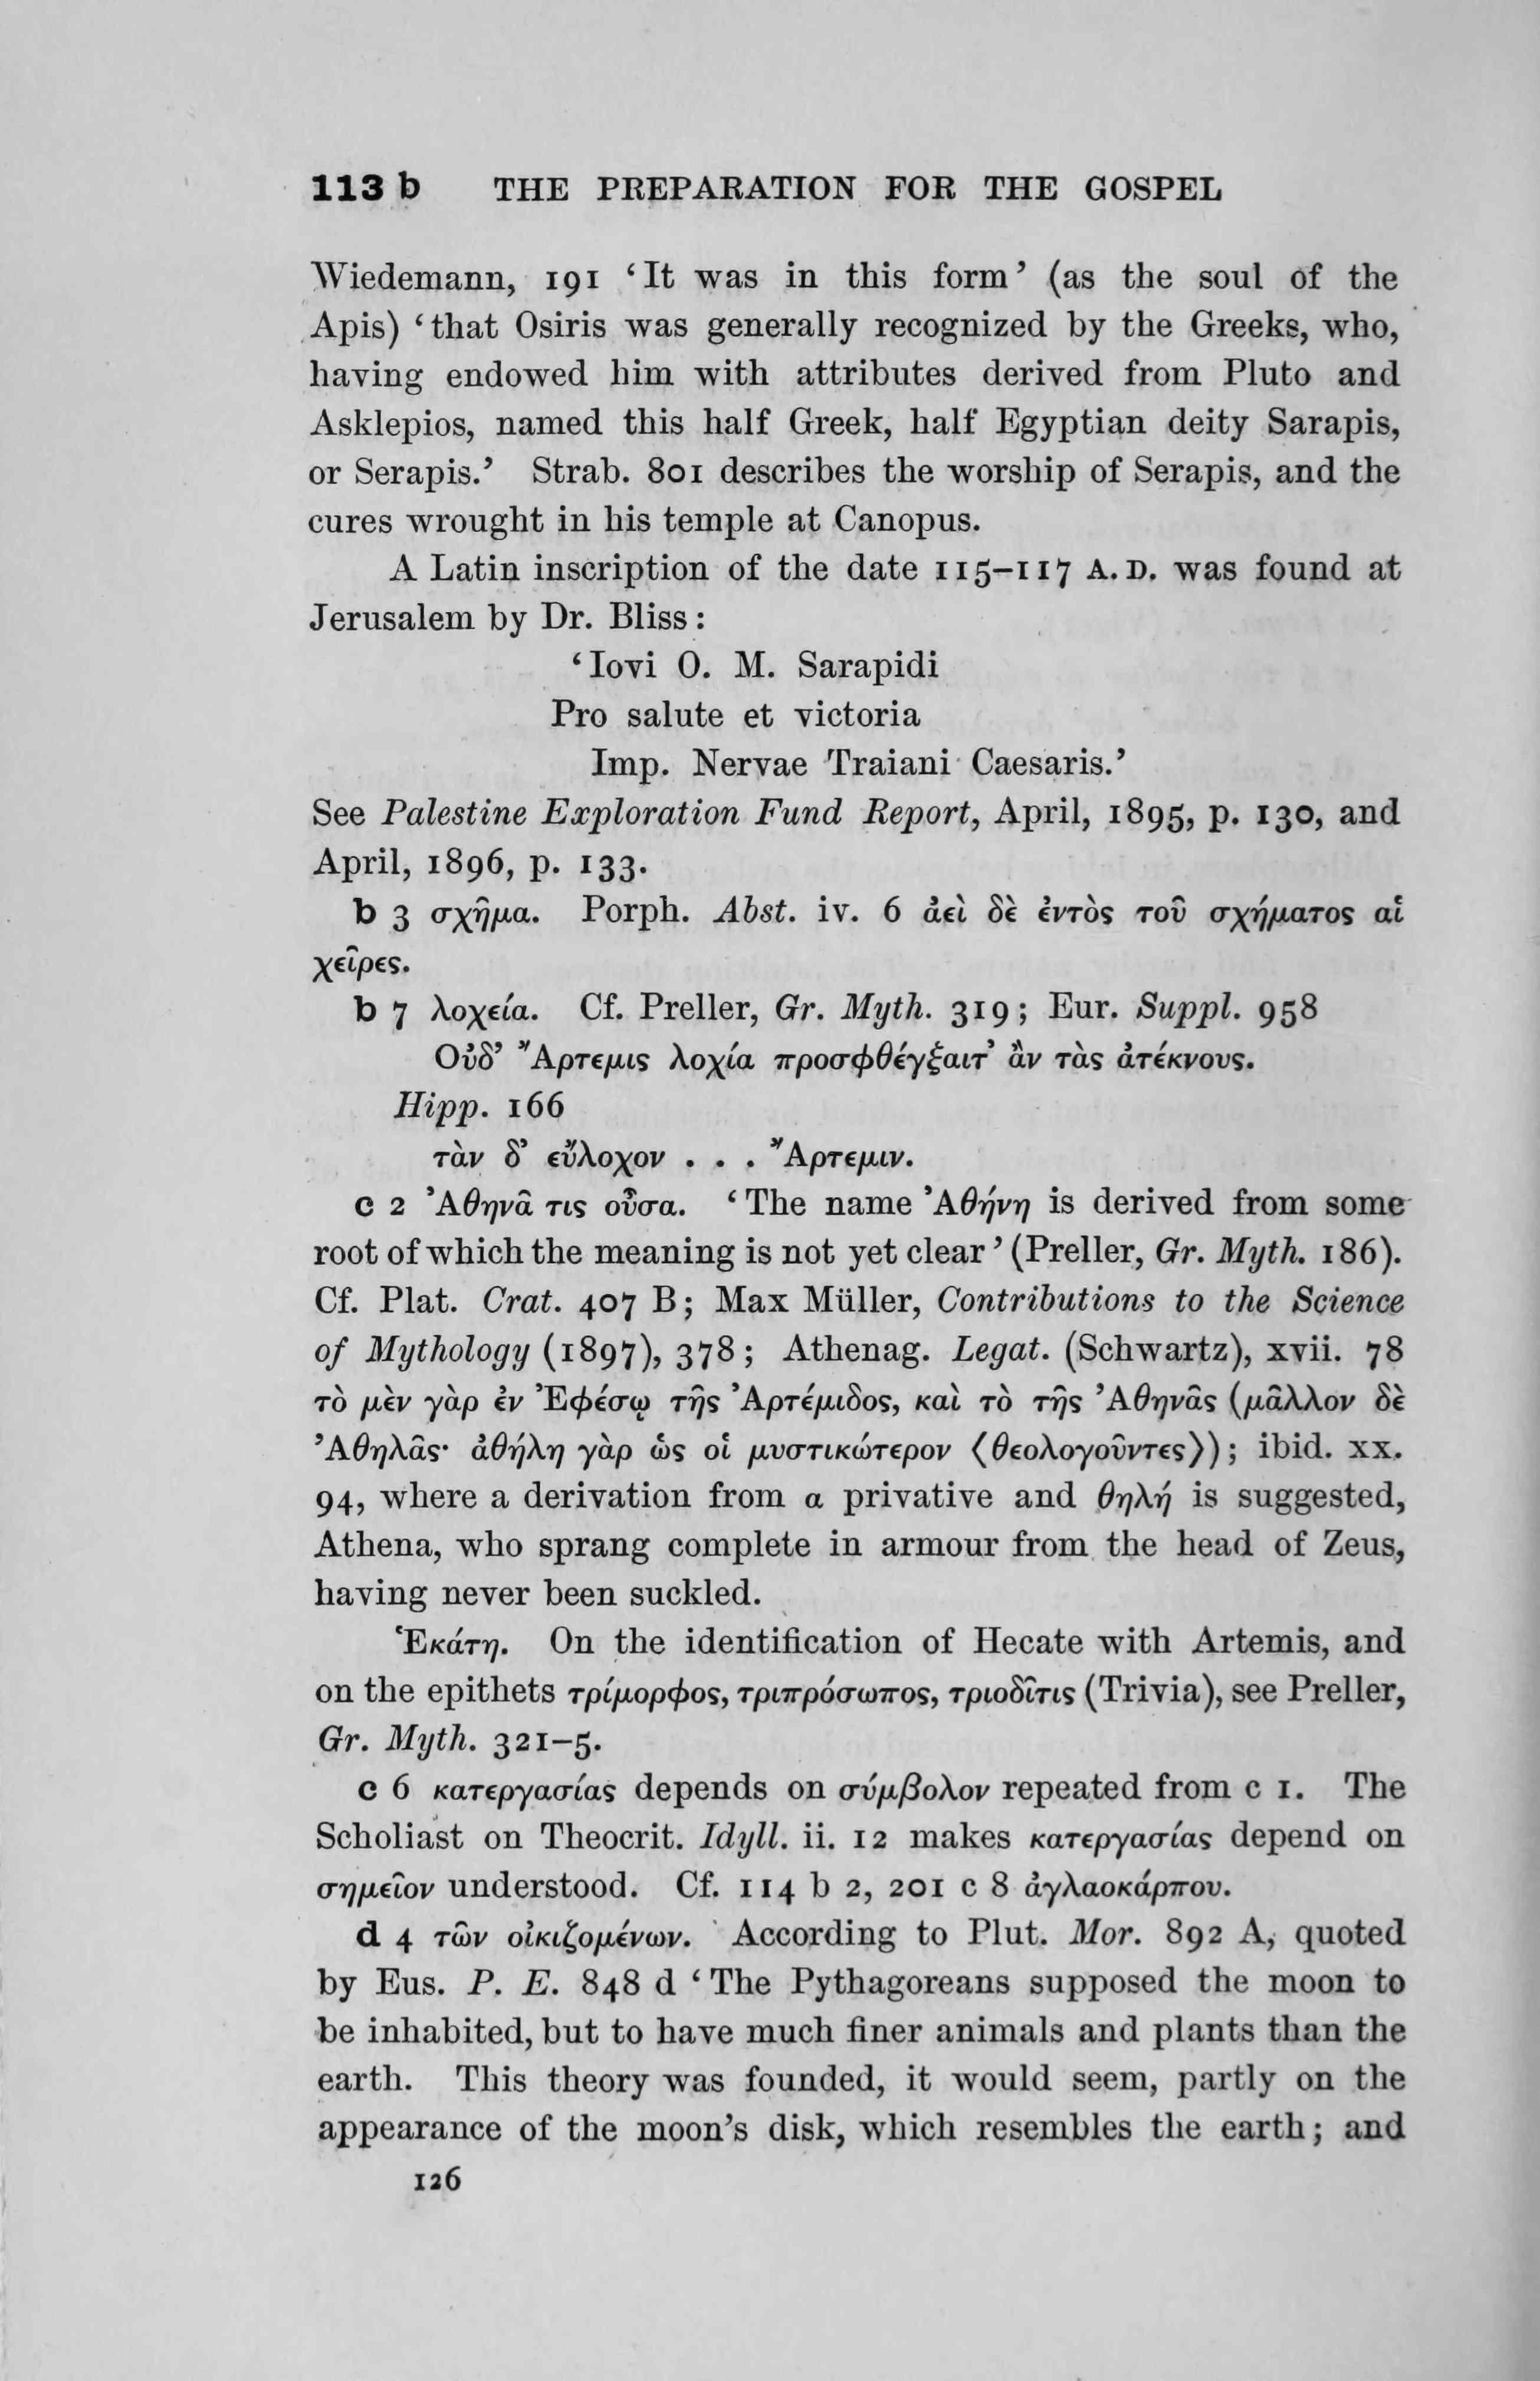 113 b THE PREPARATION FOR THE GOSPEL
Wiedemann, 191 ‘It was in this form’ (as the soul of the
Apis) ‘that Osiris was generally recognized by the Greeks, who,
having endowed him with attributes derived from Pluto and
Asklepios, named this half Greek, half Egyptian deity Sarapis,
or Serapis.’ Strab. 801 describes the worship of Serapis, and the
cures wrought in his temple at Canopus.
A Latin inscription of the date 115–117 A.D. was found at
Jerusalem by Dr. Bliss:
‘Iovi O. M. Sarapidi
Pro salute et victoria
Imp. Nervae Traiani Caesaris.’
See Palestine Exploration Fund Report, April, 1895, p. 130, and
April, 1896, p. 133.
b 3 σχῆμα. Porph. Abst. iv. 6 ἀεὶ δὲ ἐντὸς τοῦ σχήματος αἱ
χεῖρες.
b 7 λοχεία. Cf. Preller, Gr. Myth. 319; Eur. Suppl. 958
Οὐδ’ Ἄρτεμις λοχία προσφθέγξαιτ’ ἂν τὰς ἀτέκνους.
Hipp. 166
τὰν δ’ εὔλοχον . . . Ἄρτεμιν.
c 2 Ἀθηνᾶ τις οὖσα. ‘The name Ἀθήνη is derived from some
root of which the meaning is not yet clear’ (Preller, Gr. Myth. 186).
Cf. Plat. Crat. 407 B; Max Müller, Contributions to the Science
of Mythology (1897), 378; Athenag. Legat. (Schwartz), xvii. 78
τὸ μὲν γὰρ ἐν Ἐφέσῳ τῆς Ἀρτέμιδος, καὶ τὸ τῆς Ἀθηνᾶς (μᾶλλον δὲ
Ἀθηλᾶς· ἀθήλη γὰρ ὡς οἱ μυστικώτερον ⟨θεολογοῦντες⟩); ibid. xx.
94, where a derivation from α privative and θηλή is suggested,
Athena, who sprang complete in armour from the head of Zeus,
having never been suckled.
Ἑκάτη. On the identification of Hecate with Artemis, and
on the epithets τρίμορφος, τριπρόσωπος, τριοδῖτις (Trivia), see Preller,
Gr. Myth. 321–5.
c 6 κατεργασίας depends on σύμβολον repeated from c 1. The
Scholiast on Theocrit. Idyll. ii. 12 makes κατεργασίας depend on
σημεῖον understood. Cf. 114 b 2, 201 c 8 ἀγλαοκάρπου.
d 4 τῶν οἰκιζομένων. According to Plut. Mor. 892 A, quoted
by Eus. P. E. 848 d ‘The Pythagoreans supposed the moon to
be inhabited, but to have much finer animals and plants than the
earth. This theory was founded, it would seem, partly on the
appearance of the moon’s disk, which resembles the earth; and
126